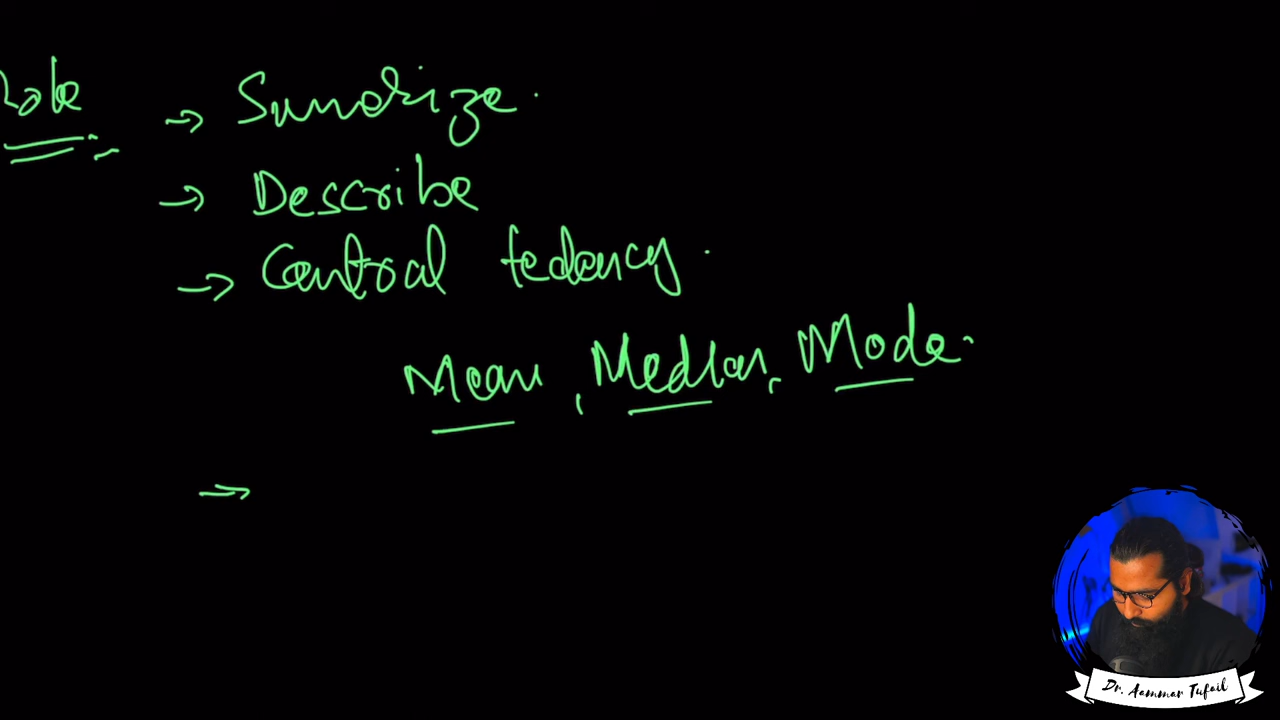 Role
→ Sumarize.
→ Describe
→ Central tedency.
Mean, Median, Mode.
→
Dr. Aammar Tufail